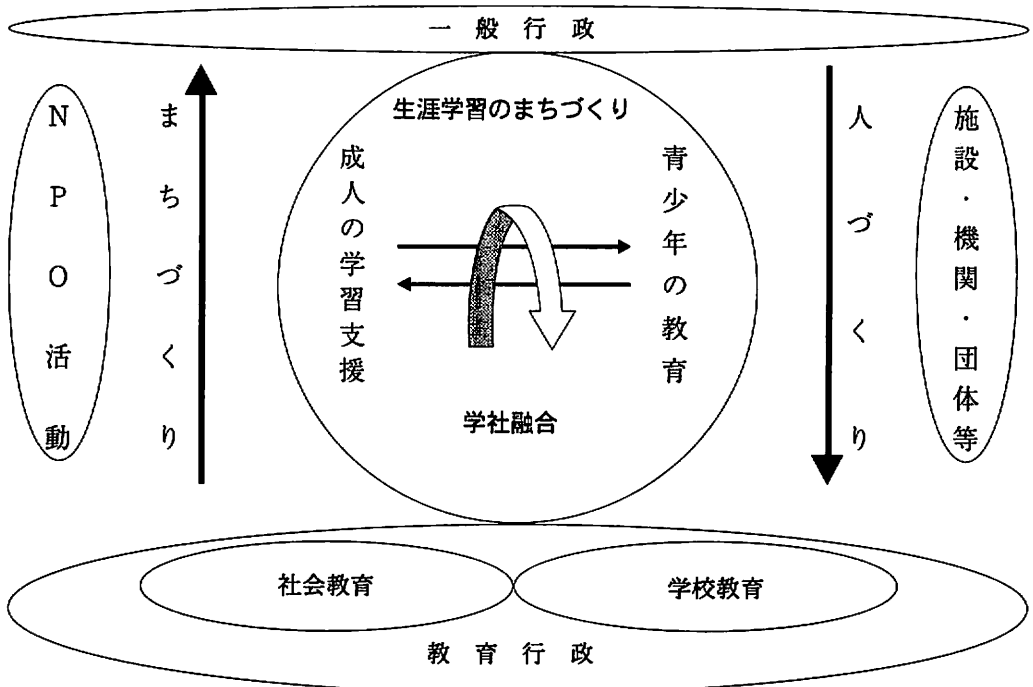 一般行政
NPO活動
まちづくり
生涯学習のまちづくり
成人の学習支援
青少年の教育
学社融合
人づくり
施設・機関・団体等
社会教育
学校教育
教育行政